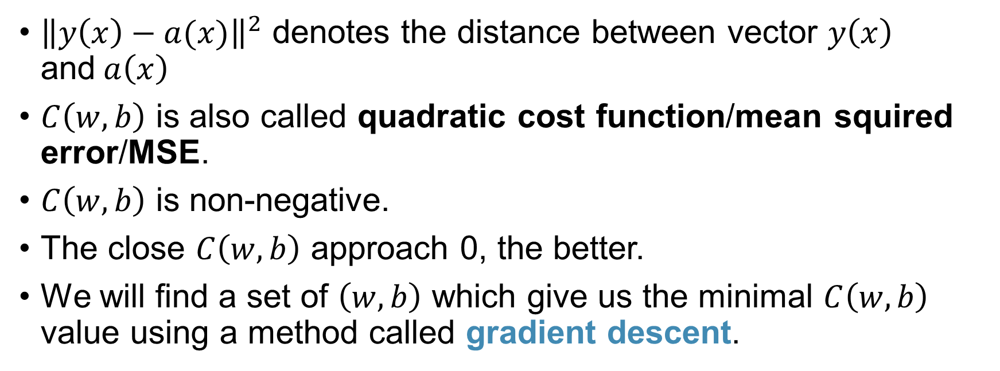 • ‖y(x) − a(x)‖² denotes the distance between vector y(x)
and a(x)
• C(w, b) is also called quadratic cost function/mean squired
error/MSE.
• C(w, b) is non-negative.
• The close C(w, b) approach 0, the better.
• We will find a set of (w, b) which give us the minimal C(w, b)
value using a method called gradient descent.